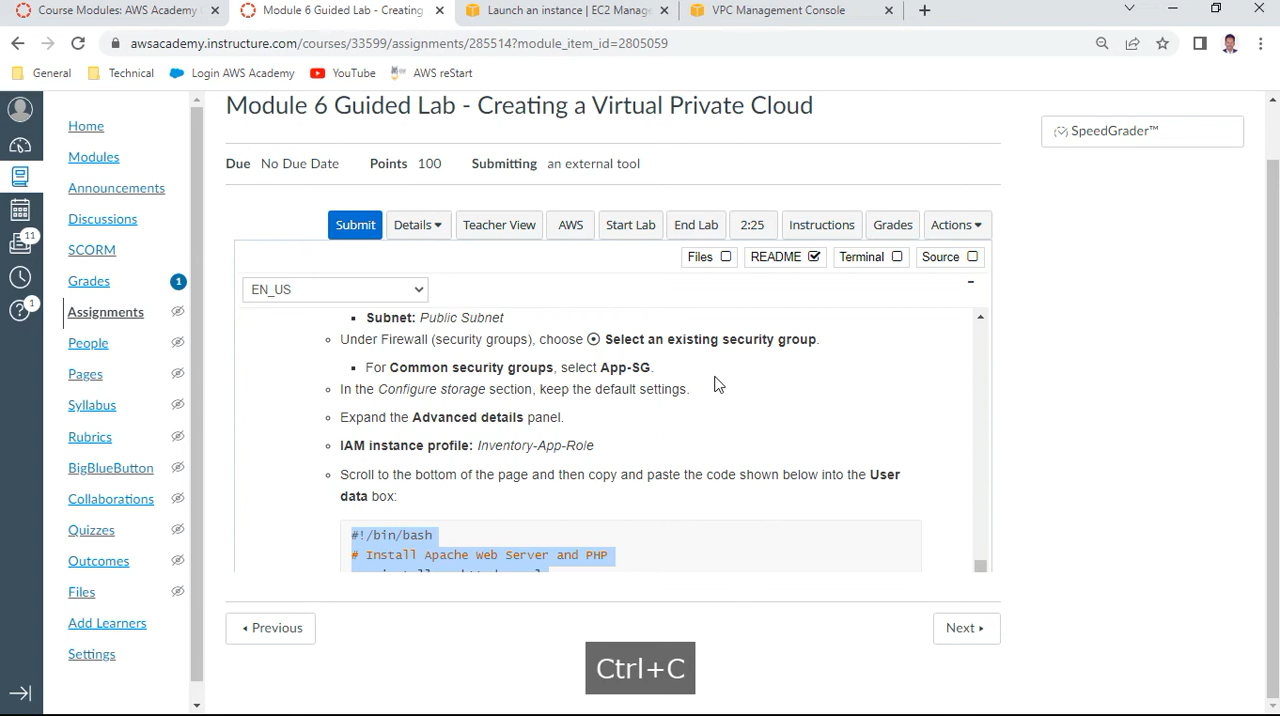 Course Modules: AWS Academy
Module 6 Guided Lab - Creating
Launch an instance | EC2 Manag
VPC Management Console
awsacademy.instructure.com/courses/33599/assignments/285514?module_item_id=2805059
General
Technical
Login AWS Academy
YouTube
AWS reStart
Module 6 Guided Lab - Creating a Virtual Private Cloud
SpeedGrader™
Due No Due Date Points 100 Submitting an external tool
Submit
Details
Teacher View
AWS
Start Lab
End Lab
2:25
Instructions
Grades
Actions
Files
README
Terminal
Source
EN_US
Subnet: Public Subnet
Under Firewall (security groups), choose Select an existing security group.
For Common security groups, select App-SG.
In the Configure storage section, keep the default settings.
Expand the Advanced details panel.
IAM instance profile: Inventory-App-Role
Scroll to the bottom of the page and then copy and paste the code shown below into the User
data box:
#!/bin/bash
# Install Apache Web Server and PHP
Previous
Next
Ctrl+C
Home
Modules
Announcements
Discussions
11
SCORM
Grades
1
Assignments
1
People
Pages
Syllabus
Rubrics
BigBlueButton
Collaborations
Quizzes
Outcomes
Files
Add Learners
Settings